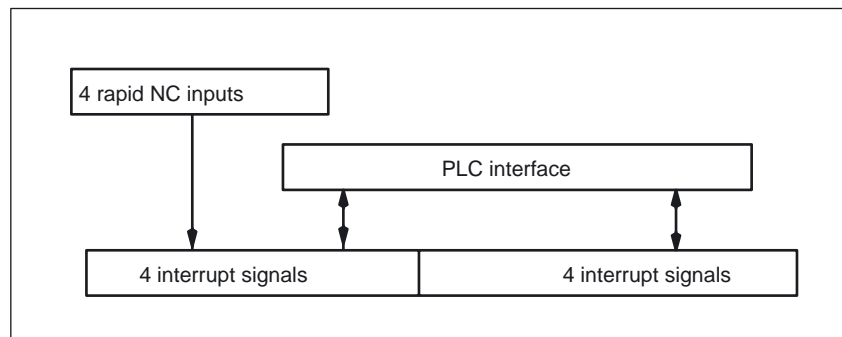 4 rapid NC inputs
PLC interface
4 interrupt signals
4 interrupt signals